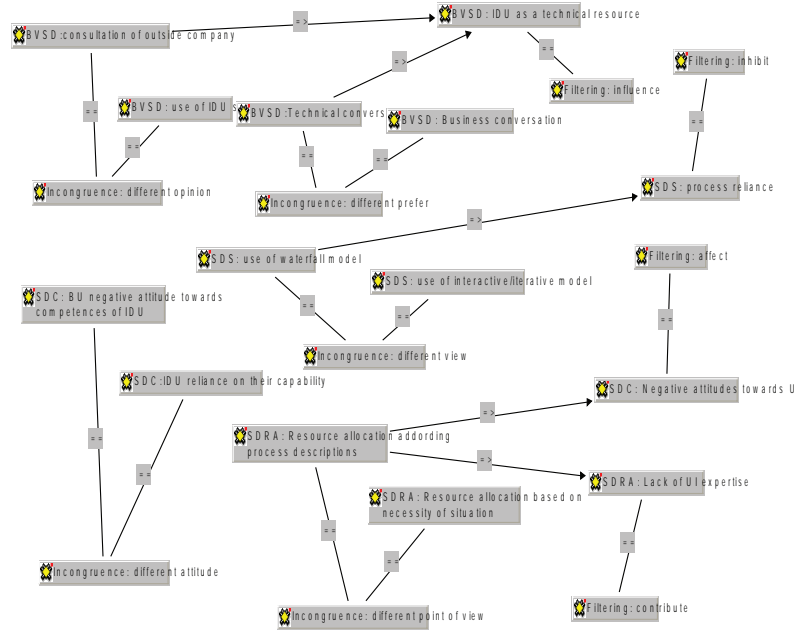 BVSD: IDU as a technical resource
=>
BVSD:consultation of outside company
==
Filtering: inhibit
=>
Filtering: influence
BVSD: use of IDU s
BVSD:Technical convers
BVSD: Business conversation
==
==
==
==
==
Incongruence: different opinion
Incongruence: different prefer
SDS: process reliance
=>
SDS: use of waterfall model
Filtering: affect
SDS: use of interactive/iterative model
SDC: BU negative attitude towards
competences of IDU
==
==
==
Incongruence: different view
SDC:IDU reliance on their capability
SDC: Negative attitudes towards U
=>
SDRA: Resource allocation addording
process descriptions
==
=>
==
SDRA: Lack of UI expertise
SDRA: Resource allocation based on
necessity of situation
==
==
==
Incongruence: different attitude
Filtering: contribute
Incongruence: different point of view